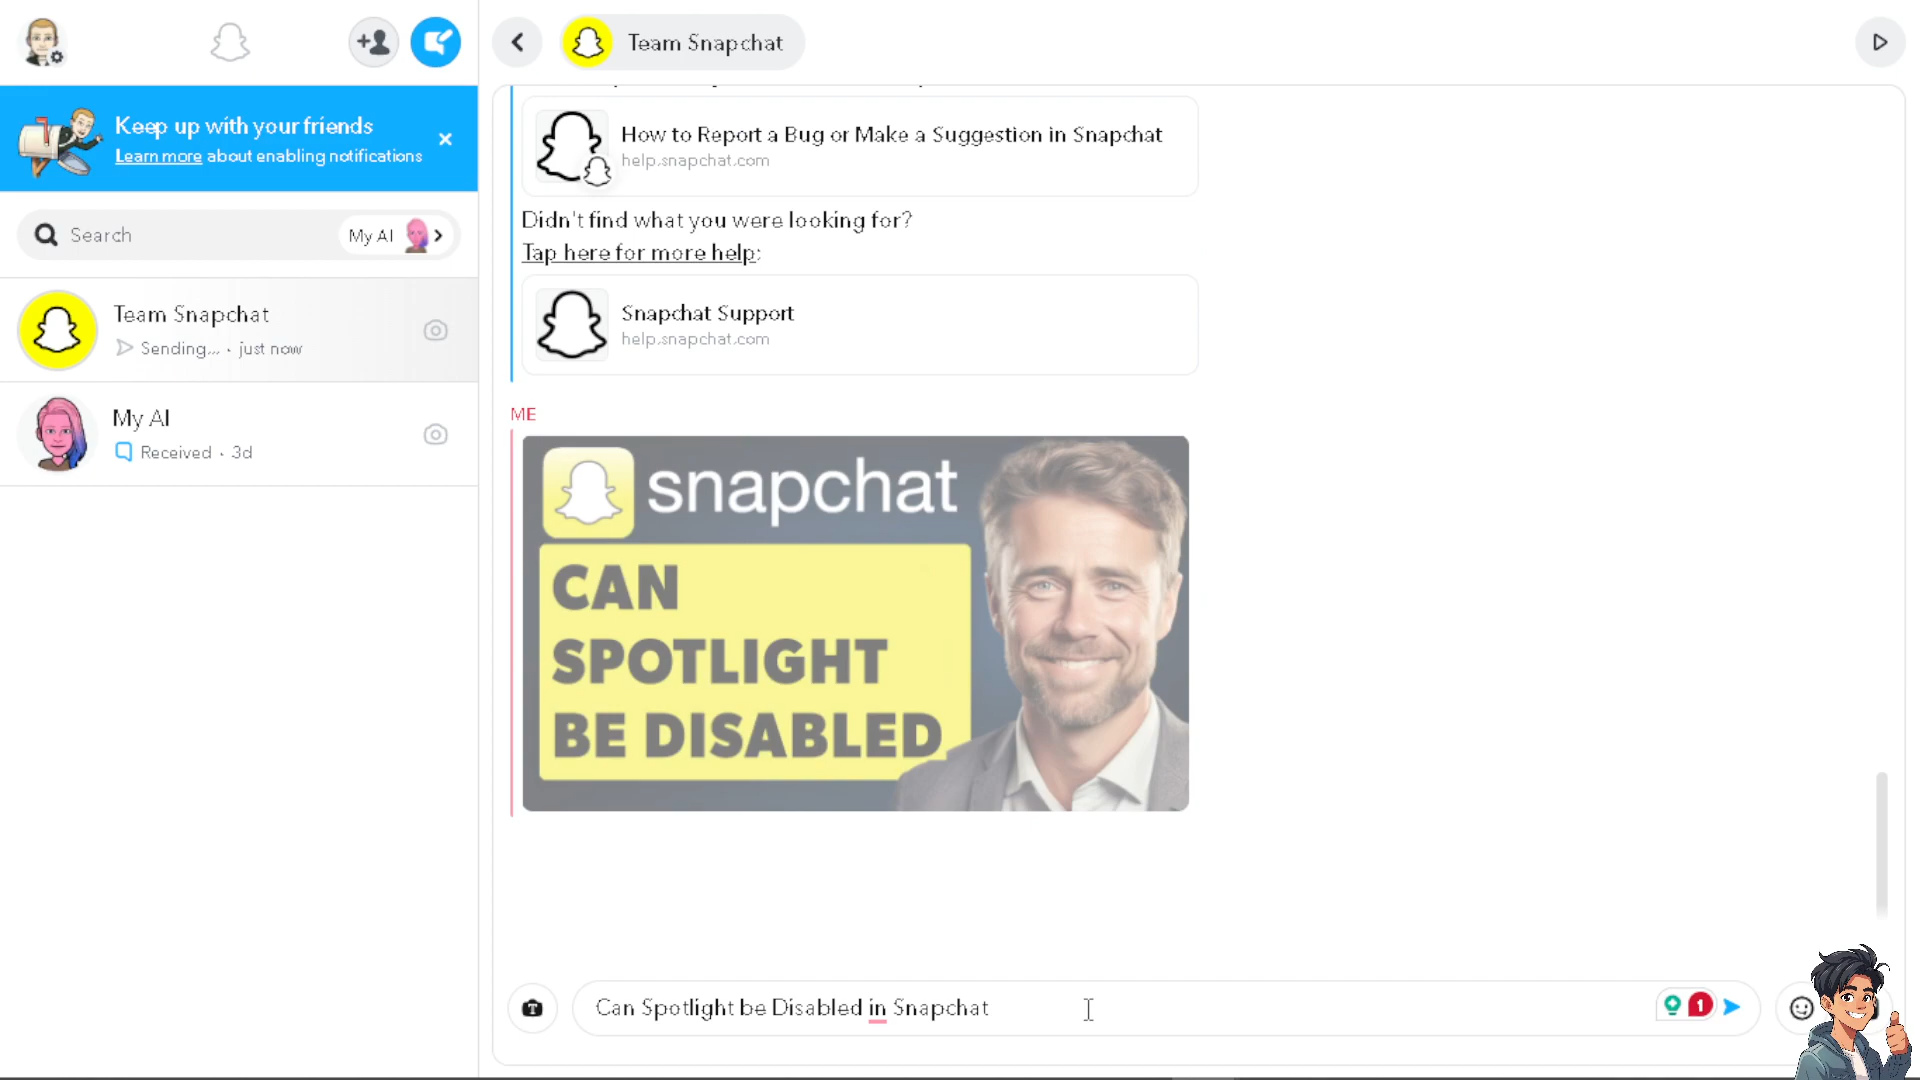 Team Snapchat
Keep up with your friends
Learn more about enabling notifications
Search
My AI
Team Snapchat
Sending... · just now
My AI
Received · 3d
How to Report a Bug or Make a Suggestion in Snapchat
help.snapchat.com
Didn't find what you were looking for?
Tap here for more help:
Snapchat Support
help.snapchat.com
ME
snapchat
CAN
SPOTLIGHT
BE DISABLED
Can Spotlight be Disabled in Snapchat
1